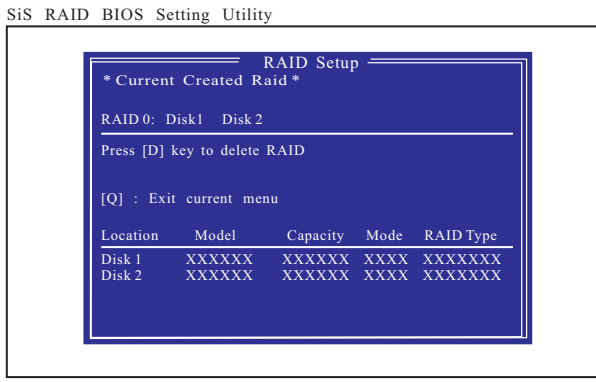 SiS RAID BIOS Setting Utility
RAID Setup
* Current Created Raid *
RAID 0: Disk1 Disk 2
Press [D] key to delete RAID
[Q] : Exit current menu
Location Model Capacity Mode RAID Type
Disk 1 XXXXXX XXXXXX XXXX XXXXXXX
Disk 2 XXXXXX XXXXXX XXXX XXXXXXX